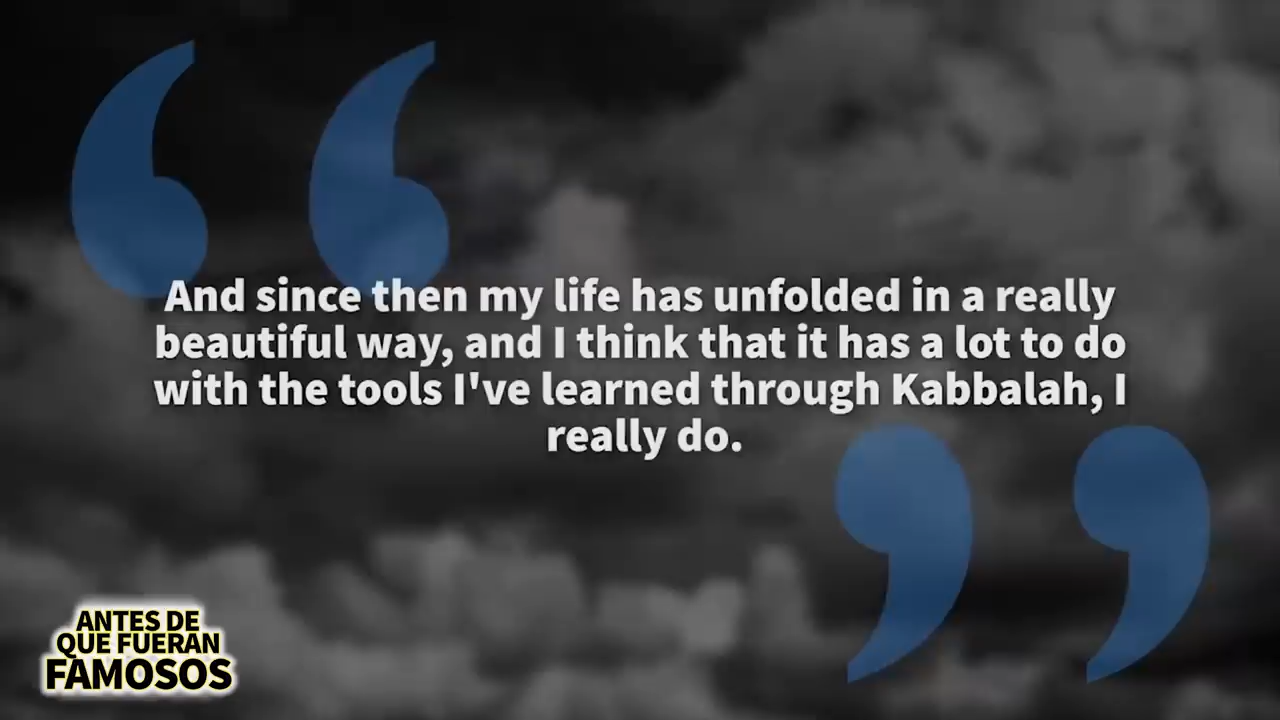 And since then my life has unfolded in a really
beautiful way, and I think that it has a lot to do
with the tools I've learned through Kabbalah, I
really do.
ANTES DE
QUE FUERAN
FAMOSOS